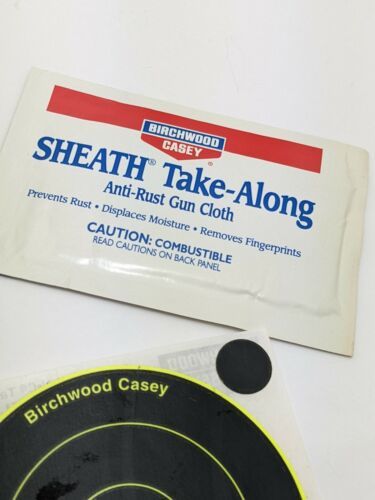 BIRCHWOOD
CASEY
SHEATH® Take-Along
Anti-Rust Gun Cloth
Prevents Rust • Displaces Moisture • Removes Fingerprints
CAUTION: COMBUSTIBLE
READ CAUTIONS ON BACK PANEL
Birchwood Casey